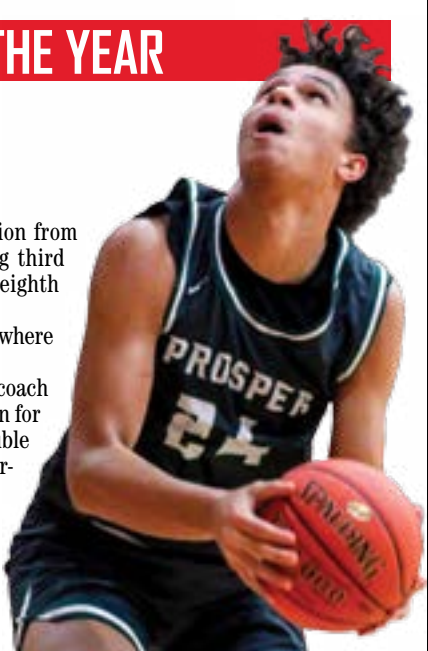 THE YEAR
ion from
g third
eighth
where
coach
n for
ble
r-
PROSPER
24
SPALDING